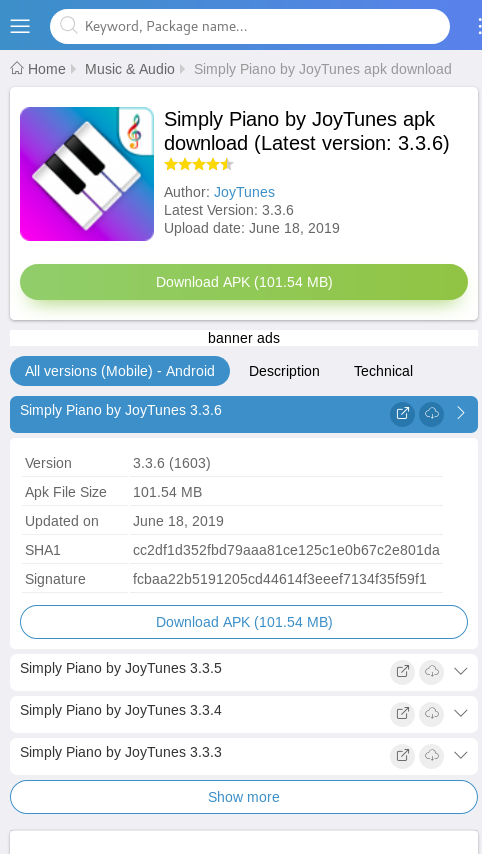 Keyword, Package name...
Home Music & Audio Simply Piano by JoyTunes apk download
Simply Piano by JoyTunes apk
download (Latest version: 3.3.6)
Author: JoyTunes
Latest Version: 3.3.6
Upload date: June 18, 2019
Download APK (101.54 MB)
banner ads
All versions (Mobile) - Android Description Technical
Simply Piano by JoyTunes 3.3.6
Version 3.3.6 (1603)
Apk File Size 101.54 MB
Updated on June 18, 2019
SHA1 cc2df1d352fbd79aaa81ce125c1e0b67c2e801da
Signature fcbaa22b5191205cd44614f3eeef7134f35f59f1
Download APK (101.54 MB)
Simply Piano by JoyTunes 3.3.5
Simply Piano by JoyTunes 3.3.4
Simply Piano by JoyTunes 3.3.3
Show more